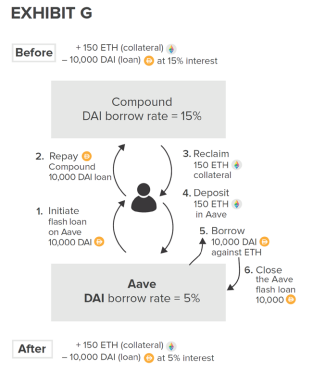 EXHIBIT G
Before
+ 150 ETH (collateral)
– 10,000 DAI (loan) at 15% interest
Compound
DAI borrow rate = 15%
2. Repay
Compound
10,000 DAI loan
3. Reclaim
150 ETH
collateral
4. Deposit
150 ETH
in Aave
1. Initiate
flash loan
on Aave
10,000 DAI
5. Borrow
10,000 DAI
against ETH
6. Close
the Aave
flash loan
10,000
Aave
DAI borrow rate = 5%
After
+ 150 ETH (collateral)
– 10,000 DAI (loan) at 5% interest